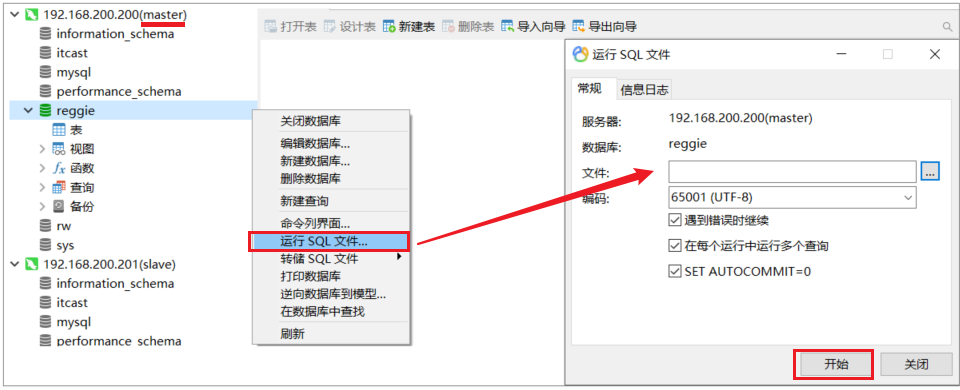 192.168.200.200(master)
information_schema
itcast
mysql
performance_schema
reggie
表
视图
fx 函数
查询
备份
rw
sys
192.168.200.201(slave)
information_schema
itcast
mysql
performance schema
打开表 设计表 新建表 删除表 导入向导 导出向导
关闭数据库
编辑数据库...
新建数据库...
删除数据库
新建查询
命令列界面...
运行 SQL 文件...
转储 SQL 文件
打印数据库
逆向数据库到模型...
在数据库中查找
刷新
运行 SQL 文件
常规 信息日志
服务器: 192.168.200.200(master)
数据库: reggie
文件: ...
编码: 65001 (UTF-8)
遇到错误时继续
在每个运行中运行多个查询
SET AUTOCOMMIT=0
开始 关闭